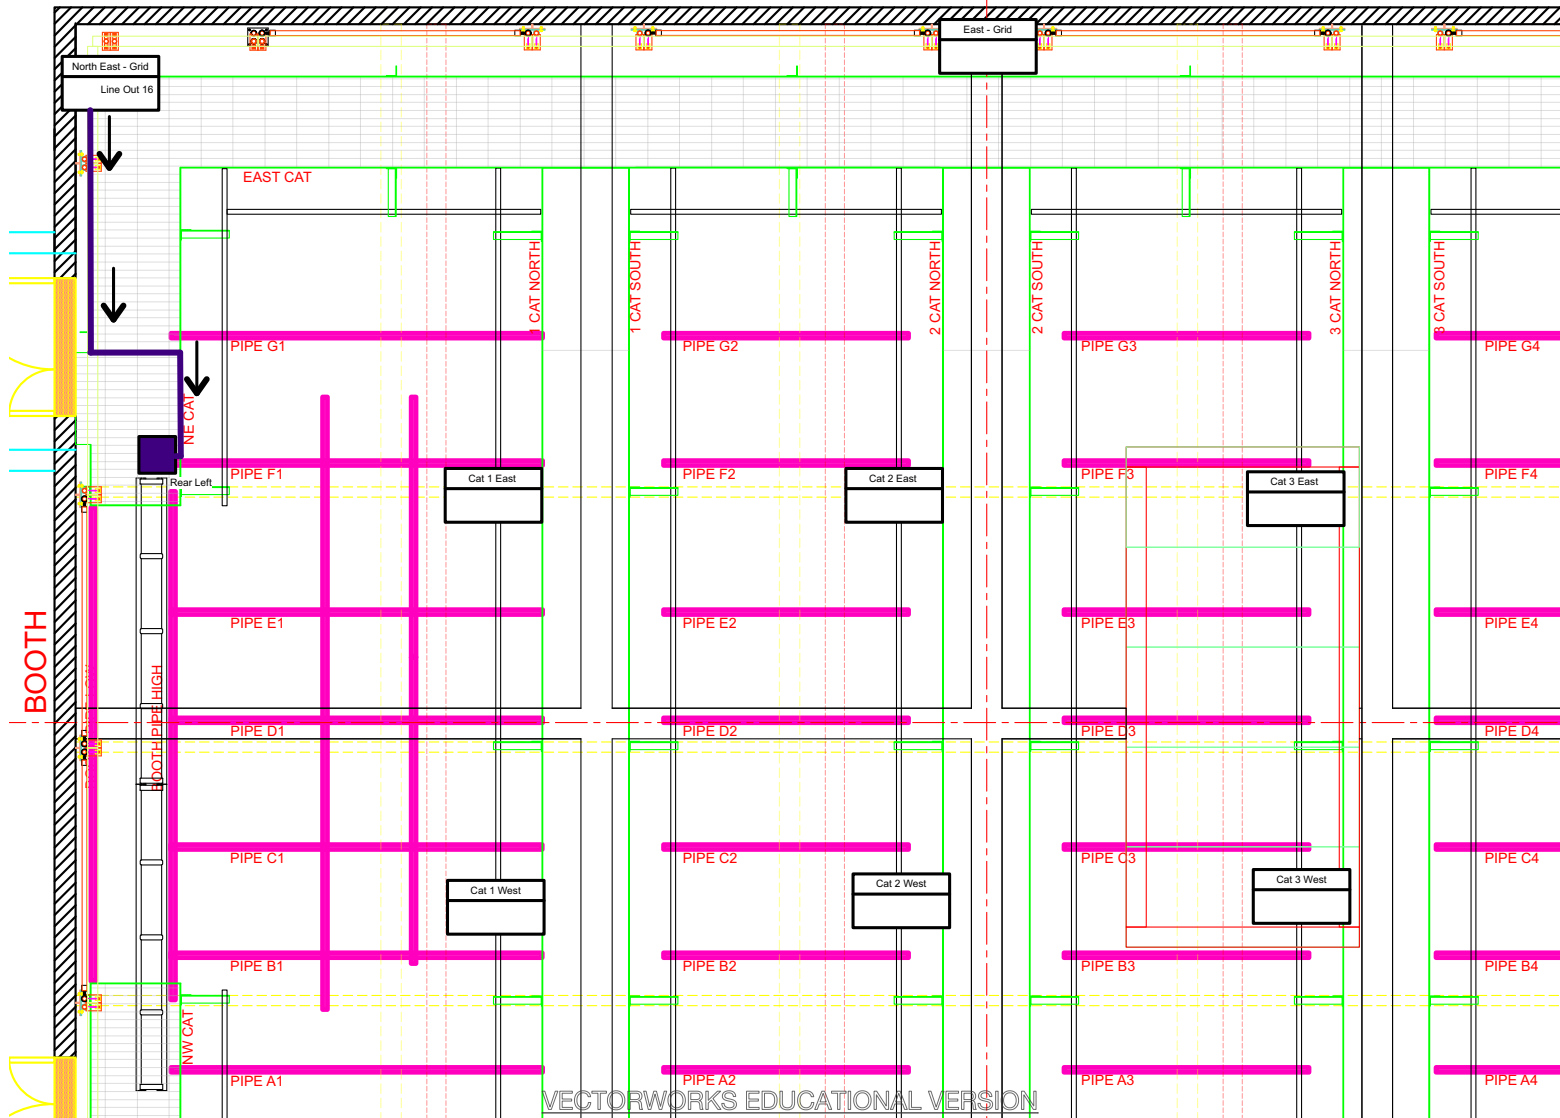 East - Grid
North East - Grid
Line Out 16
EAST CAT
1 CAT NORTH
1 CAT SOUTH
2 CAT NORTH
2 CAT SOUTH
3 CAT NORTH
3 CAT SOUTH
PIPE G1
PIPE G2
PIPE G3
PIPE G4
NE CAT
PIPE F1
PIPE F2
PIPE F3
PIPE F4
Rear Left
Cat 1 East
Cat 2 East
Cat 3 East
PIPE E1
PIPE E2
PIPE E3
PIPE E4
BOOTH
BOOTH PIPE HIGH
PIPE D1
PIPE D2
PIPE D3
PIPE D4
PIPE C1
PIPE C2
PIPE C3
PIPE C4
Cat 1 West
Cat 2 West
Cat 3 West
PIPE B1
PIPE B2
PIPE B3
PIPE B4
NW CAT
PIPE A1
PIPE A2
PIPE A3
PIPE A4
VECTORWORKS EDUCATIONAL VERSION